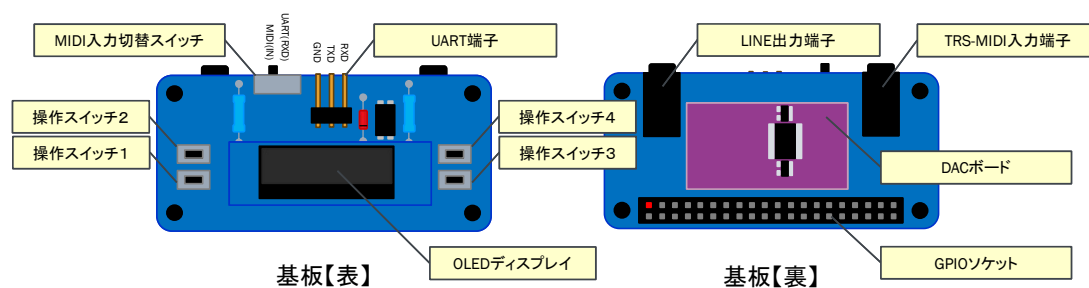 MIDI入力切替スイッチ
UART(RXD)
MIDI(IN)
GND
TXD
RXD
UART端子
操作スイッチ2
操作スイッチ1
操作スイッチ4
操作スイッチ3
OLEDディスプレイ
基板【表】
LINE出力端子
TRS-MIDI入力端子
DACボード
GPIOソケット
基板【裏】